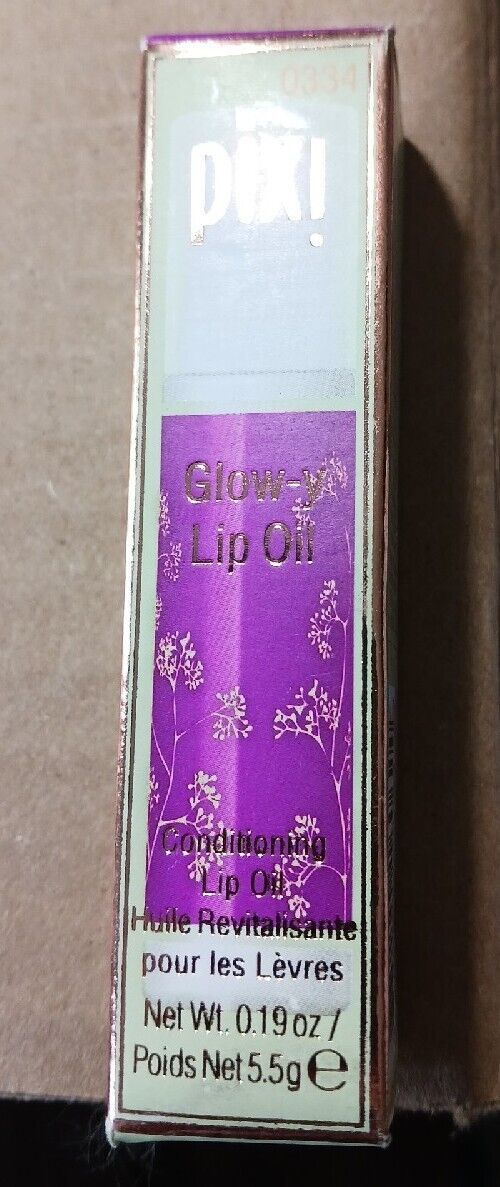 0334
pixi
Glow-y
Lip Oil
Conditioning
Lip Oil
Huile Revitalisante
pour les Lèvres
Net Wt. 0.19 oz /
Poids Net 5.5g ℮